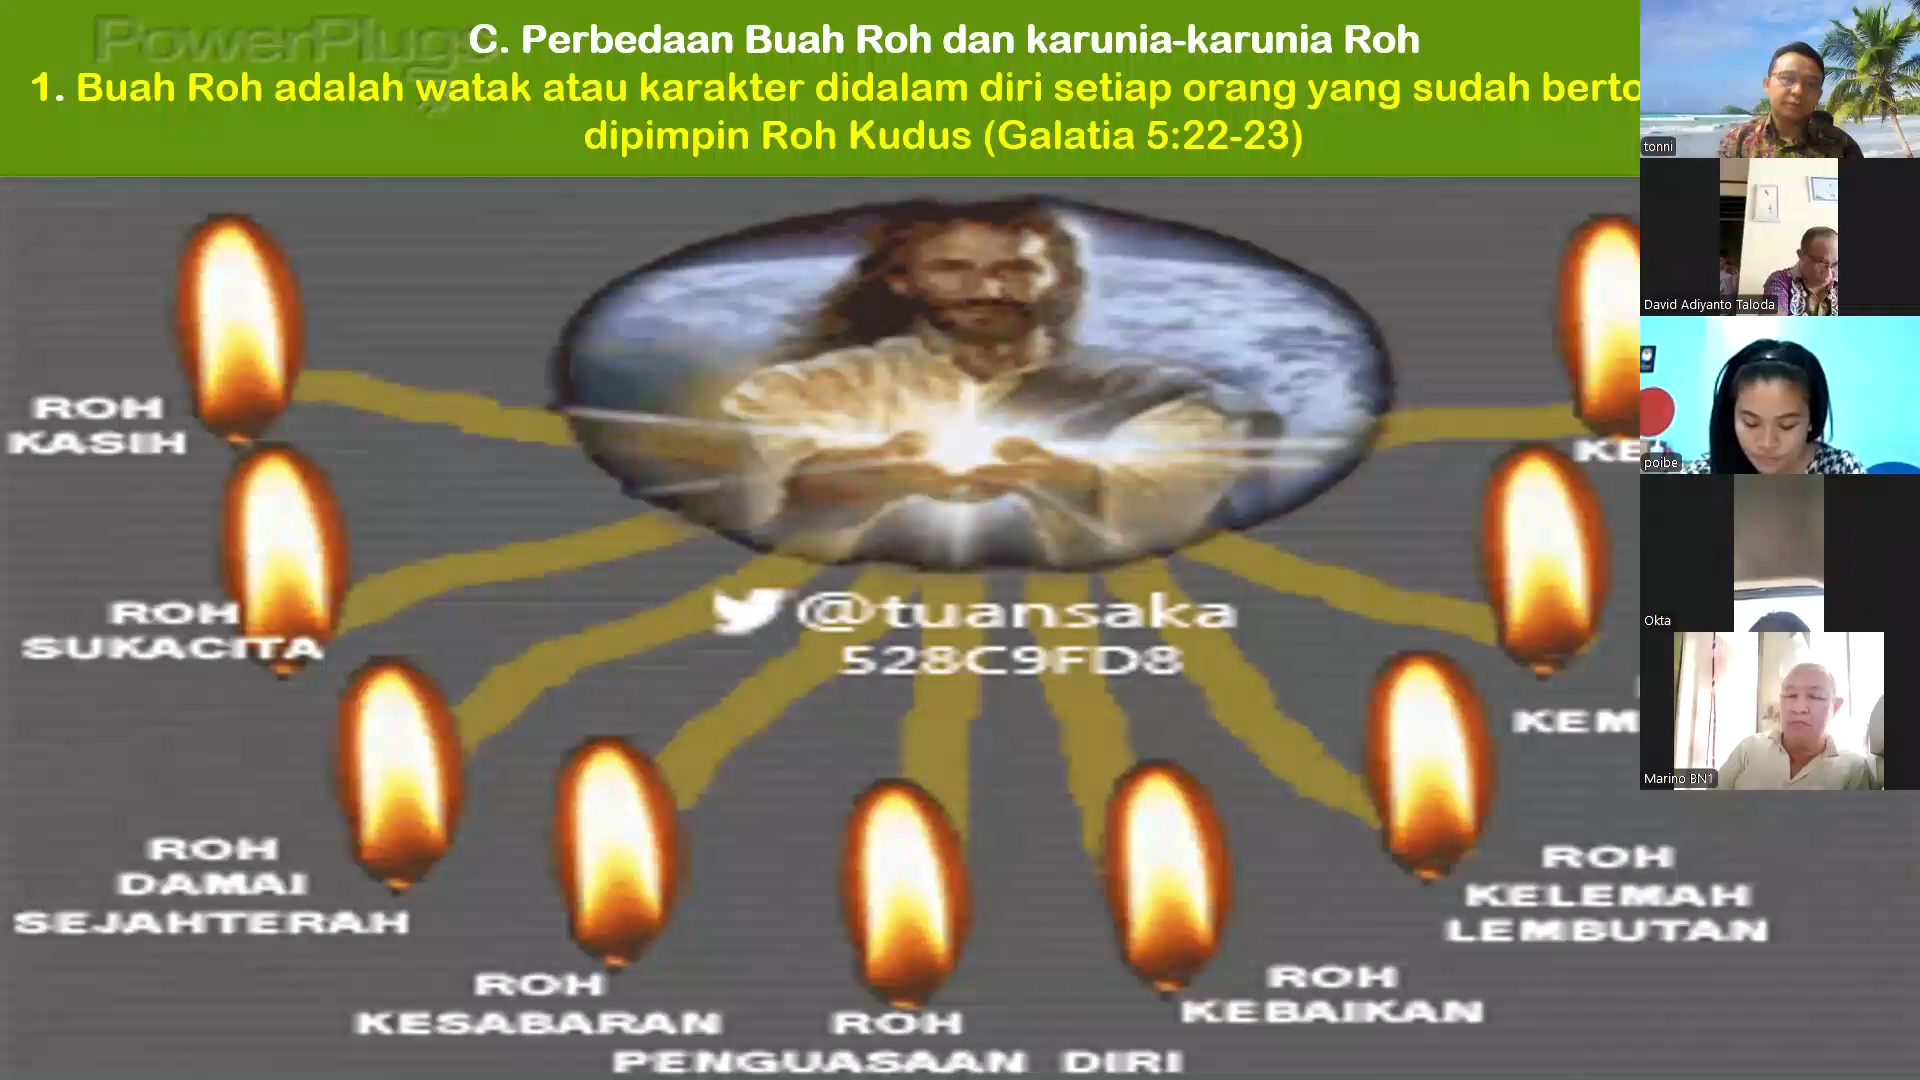 PowerPlugs
C. Perbedaan Buah Roh dan karunia-karunia Roh
1. Buah Roh adalah watak atau karakter didalam diri setiap orang yang sudah berto
dipimpin Roh Kudus (Galatia 5:22-23)
ROH
KASIH
ROH
SUKACITA
ROH
DAMAI
SEJAHTERAH
ROH
KESABARAN
ROH
PENGUASAAN DIRI
ROH
KEBAIKAN
ROH
KELEMAH
LEMBUTAN
KEM
@tuansaka
528C9FD8
tonni
David Adiyanto Taloda
poibe
Okta
Marino BN1